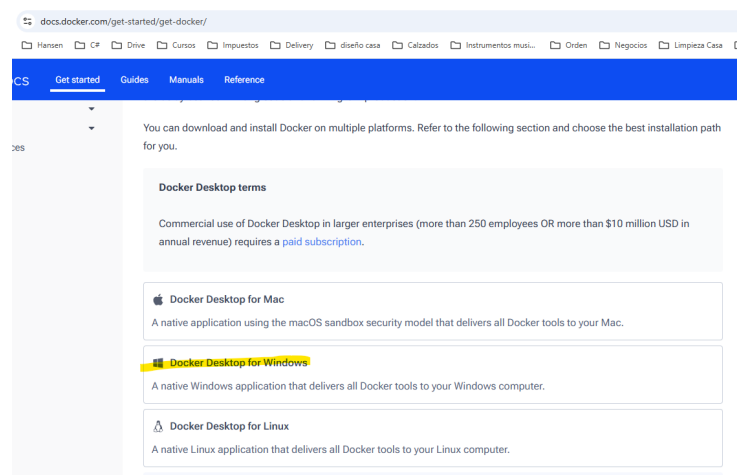 docs.docker.com/get-started/get-docker/
Hansen C# Drive Cursos Impuestos Delivery diseño casa Calzados Instrumentos musi... Orden Negocios Limpieza Casa
CS Get started Guides Manuals Reference
You can download and install Docker on multiple platforms. Refer to the following section and choose the best installation path
for you.
ces
Docker Desktop terms
Commercial use of Docker Desktop in larger enterprises (more than 250 employees OR more than $10 million USD in
annual revenue) requires a paid subscription.
Docker Desktop for Mac
A native application using the macOS sandbox security model that delivers all Docker tools to your Mac.
Docker Desktop for Windows
A native Windows application that delivers all Docker tools to your Windows computer.
Docker Desktop for Linux
A native Linux application that delivers all Docker tools to your Linux computer.